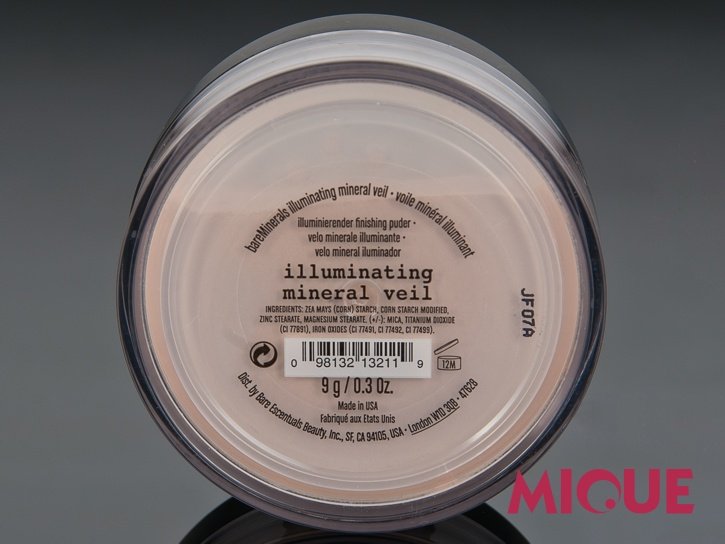 bareMinerals illuminating mineral veil • voile minéral illuminant
illuminierender finishing puder •
velo minerale illuminante •
velo mineral iluminador
illuminating
mineral veil
INGREDIENTS: ZEA MAYS (CORN) STARCH, CORN STARCH MODIFIED,
ZINC STEARATE, MAGNESIUM STEARATE. (+/-): MICA, TITANIUM DIOXIDE
(CI 77891), IRON OXIDES (CI 77491, CI 77492, CI 77499).
0 98132 13211 9
12M
9 g / 0.3 Oz.
Made in USA
Fabriqué aux Etats Unis
Dist. by Bare Escentuals Beauty, Inc., SF, CA 94105, USA • London W1D 3QB • 47628
JF07A
MIQUE